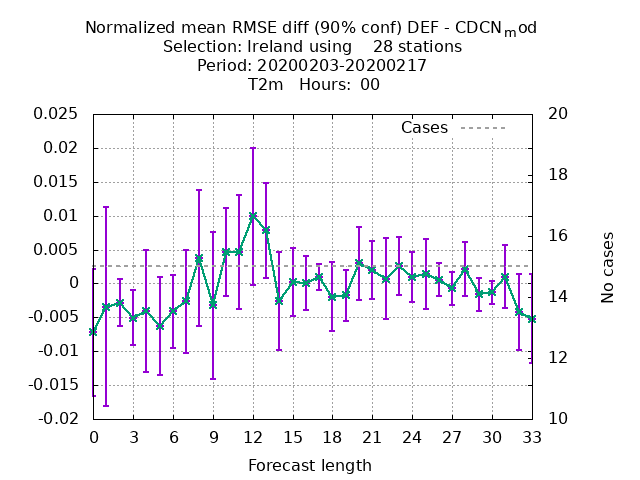 Normalized mean RMSE diff (90% conf) DEF - CDCNmod
Selection: Ireland using 28 stations
Period: 20200203-20200217
T2m Hours: 00
0.025
0.02
0.015
0.01
0.005
0
-0.005
-0.01
-0.015
-0.02
Cases
20
18
16
14
12
10
No cases
0 3 6 9 12 15 18 21 24 27 30 33
Forecast length